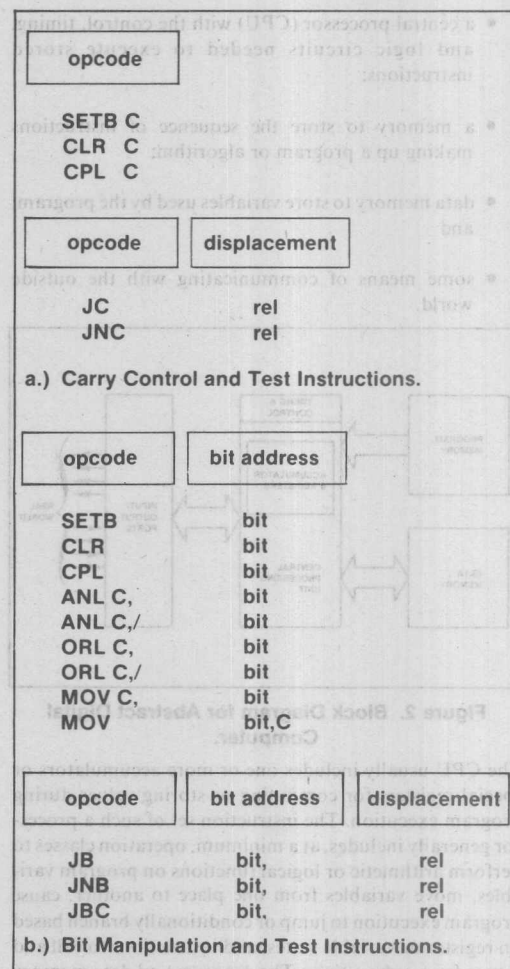 opcode
SETB C
CLR C
CPL C
opcode displacement
JC rel
JNC rel
a.) Carry Control and Test Instructions.
opcode bit address
SETB bit
CLR bit
CPL bit
ANL C, bit
ANL C,/ bit
ORL C, bit
ORL C,/ bit
MOV C, bit
MOV bit,C
opcode bit address displacement
JB bit, rel
JNB bit, rel
JBC bit, rel
b.) Bit Manipulation and Test Instructions.